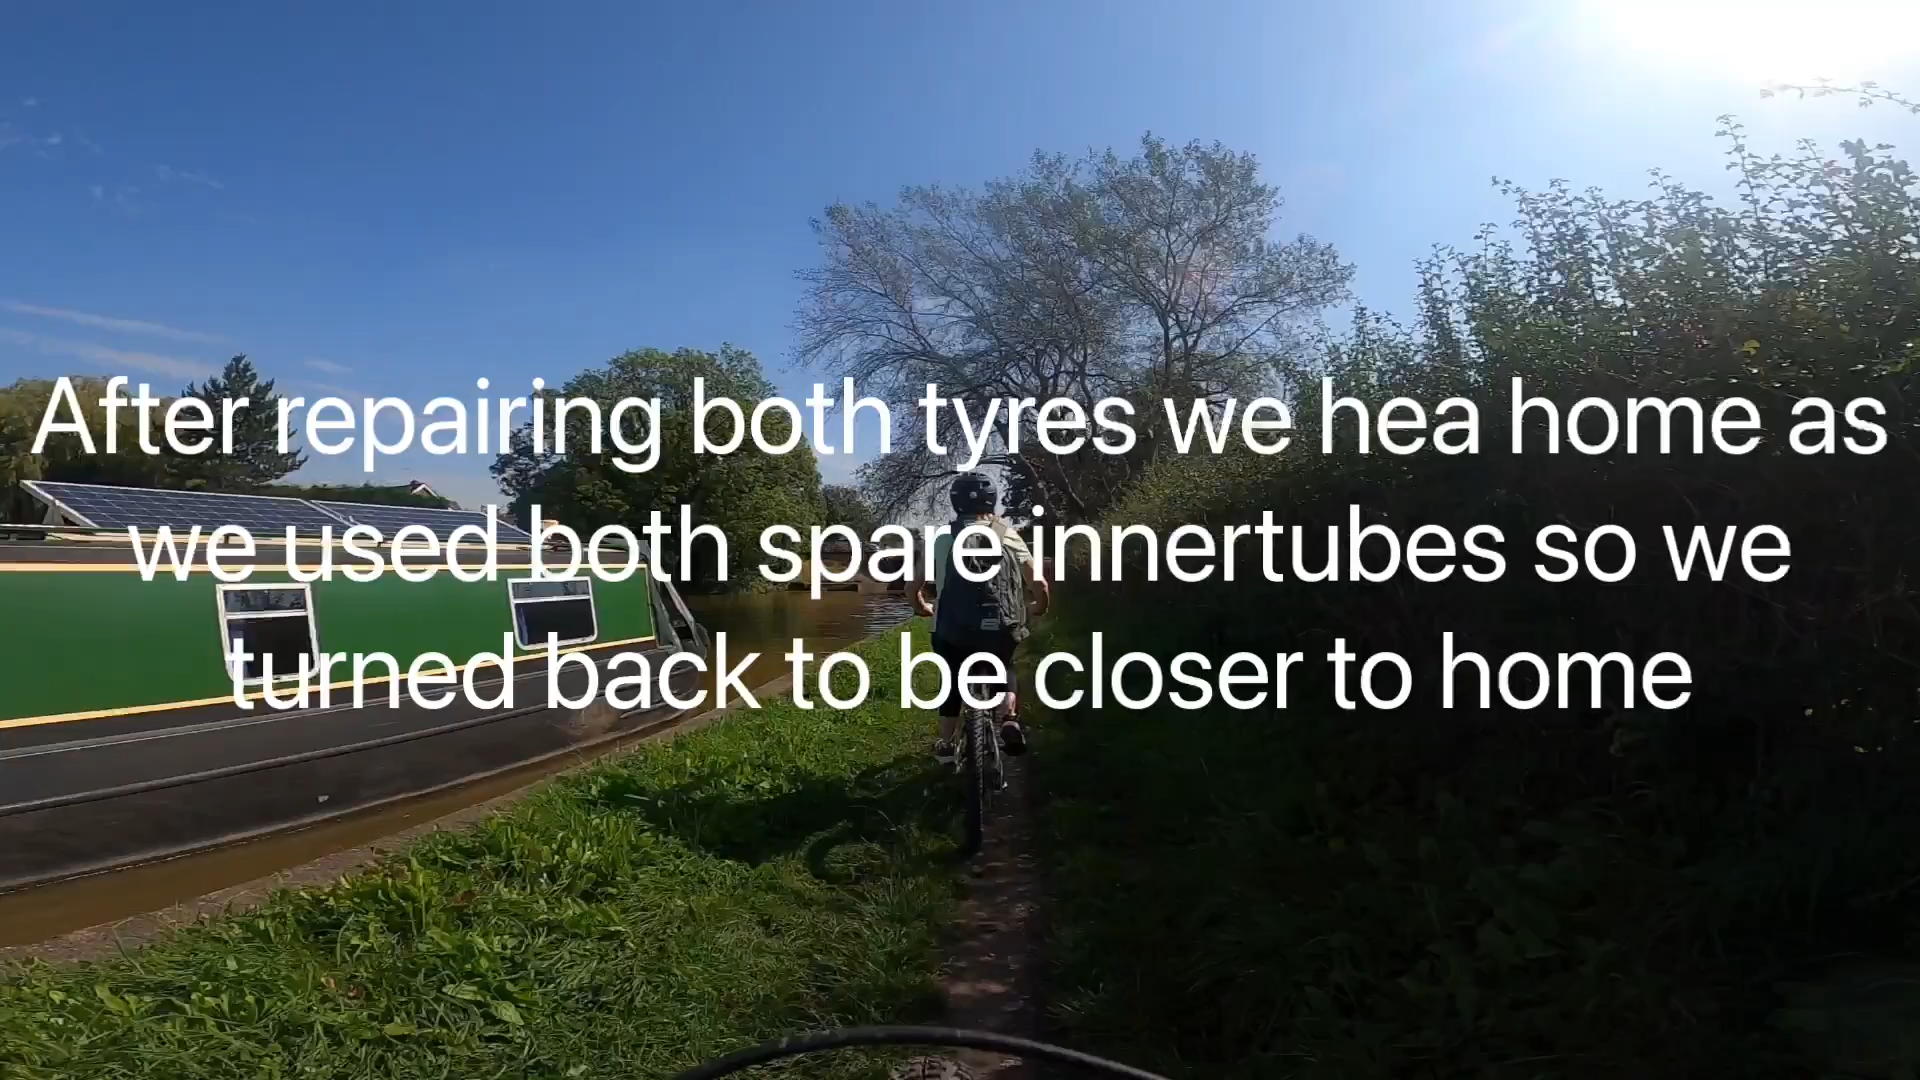 After repairing both tyres we hea home as
we used both spare innertubes so we
turned back to be closer to home